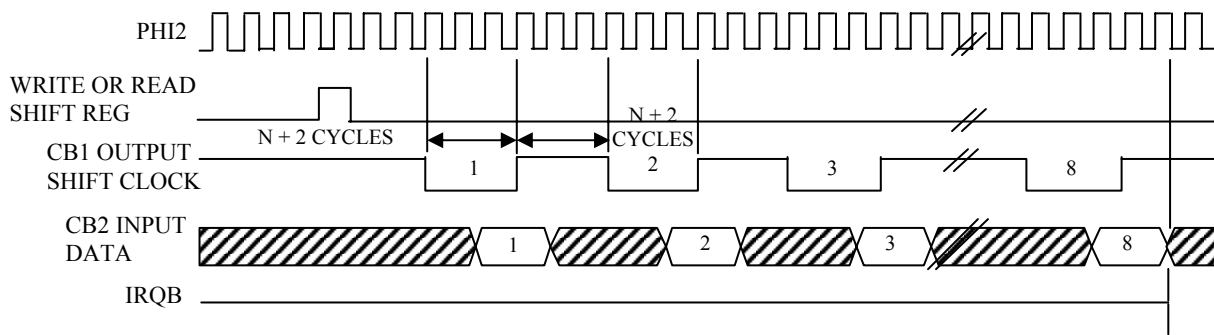 PHI2
WRITE OR READ
SHIFT REG
N + 2 CYCLES
N + 2
CYCLES
CB1 OUTPUT
SHIFT CLOCK
1
2
3
8
CB2 INPUT
DATA
1
2
3
8
IRQB